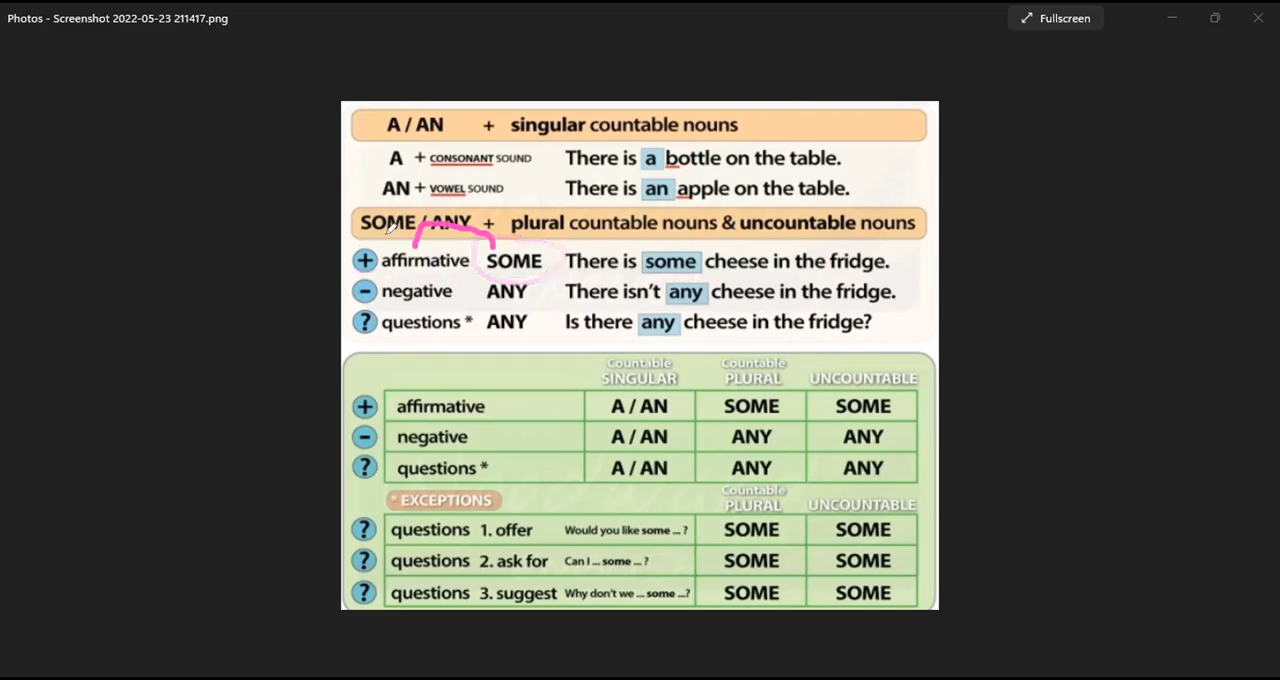 Photos - Screenshot 2022-05-23 211417.png
Fullscreen
A / AN + singular countable nouns
A + CONSONANT SOUND There is a bottle on the table.
AN + VOWEL SOUND There is an apple on the table.
SOME / ANY + plural countable nouns & uncountable nouns
+ affirmative SOME There is some cheese in the fridge.
- negative ANY There isn't any cheese in the fridge.
? questions * ANY Is there any cheese in the fridge?
Countable Countable
SINGULAR PLURAL UNCOUNTABLE
+ affirmative A / AN SOME SOME
- negative A / AN ANY ANY
? questions * A / AN ANY ANY
* EXCEPTIONS Countable PLURAL UNCOUNTABLE
? questions 1. offer Would you like some ... ? SOME SOME
? questions 2. ask for Can I ... some ... ? SOME SOME
? questions 3. suggest Why don't we ... some ...? SOME SOME